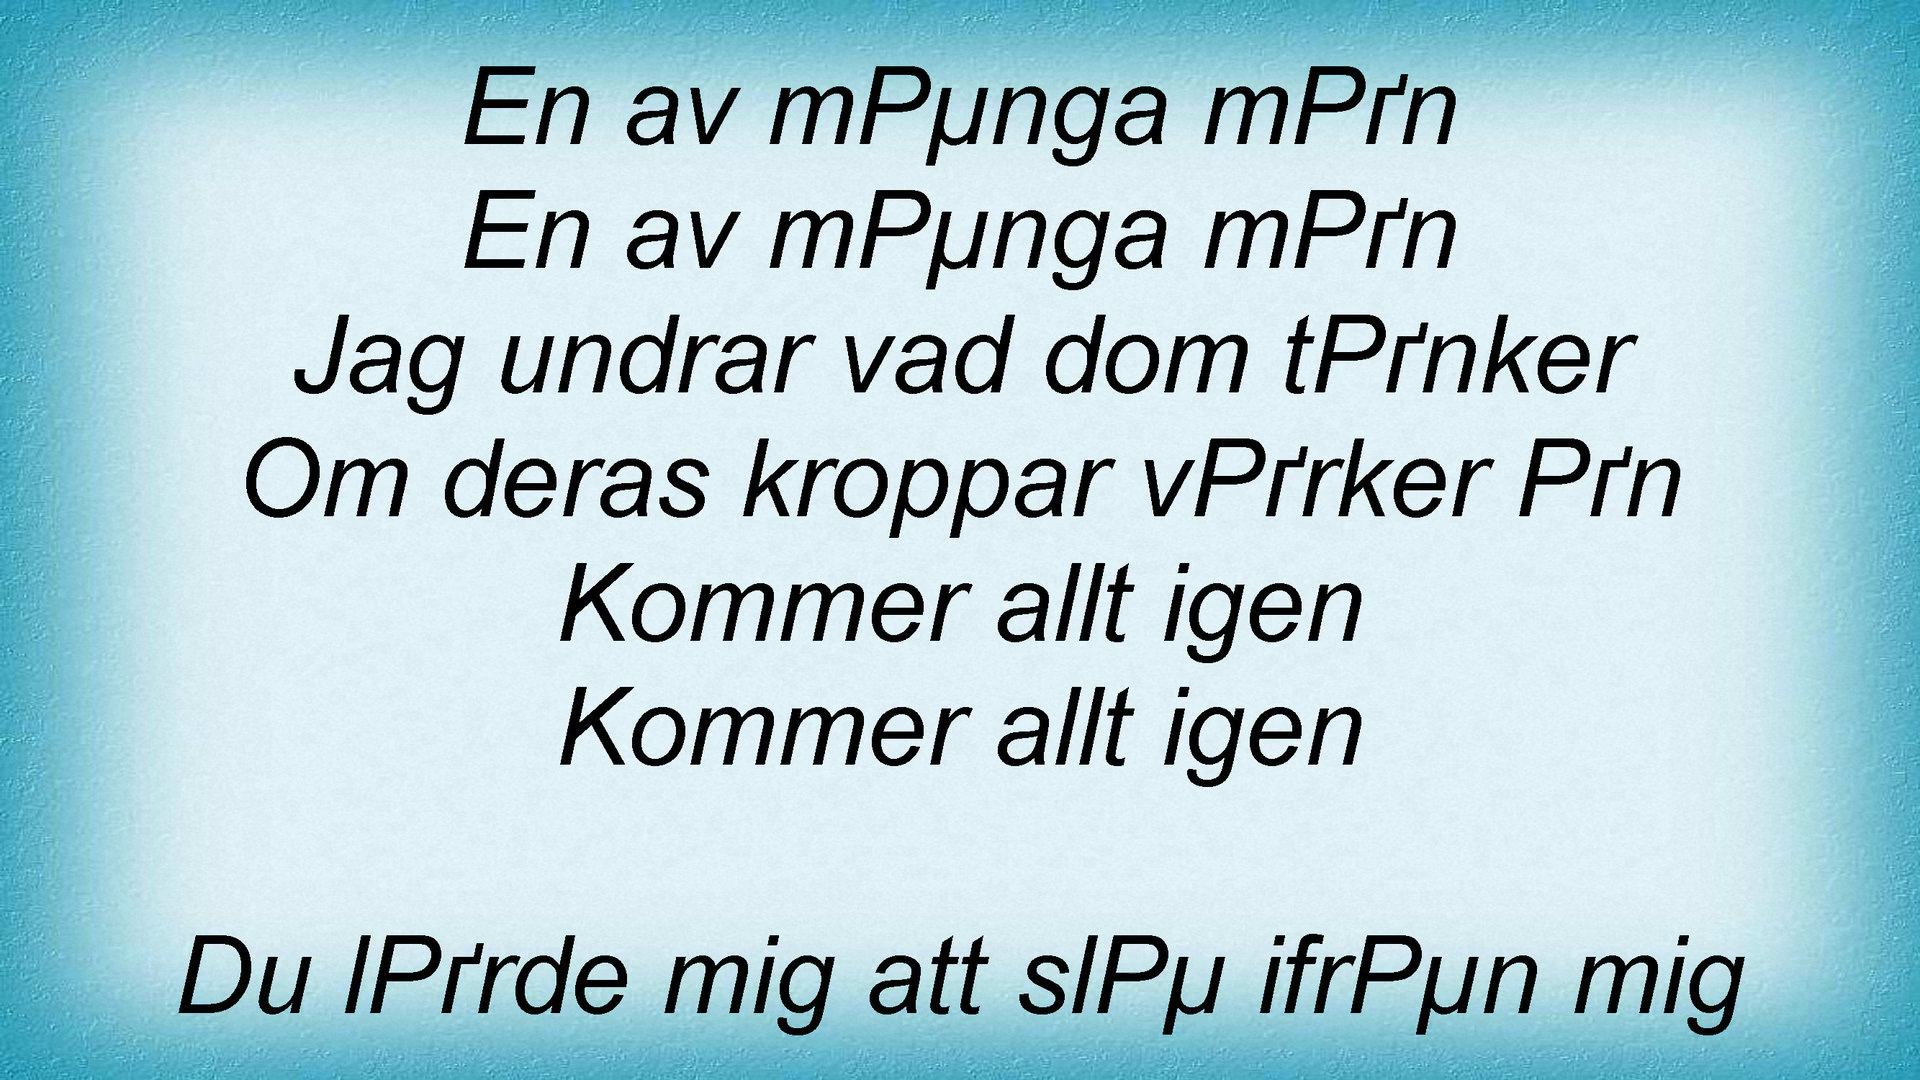 En av mPµnga mPґn
En av mPµnga mPґn
Jag undrar vad dom tPґnker
Om deras kroppar vPґrker Pґn
Kommer allt igen
Kommer allt igen
Du lPґrde mig att slPµ ifrPµn mig